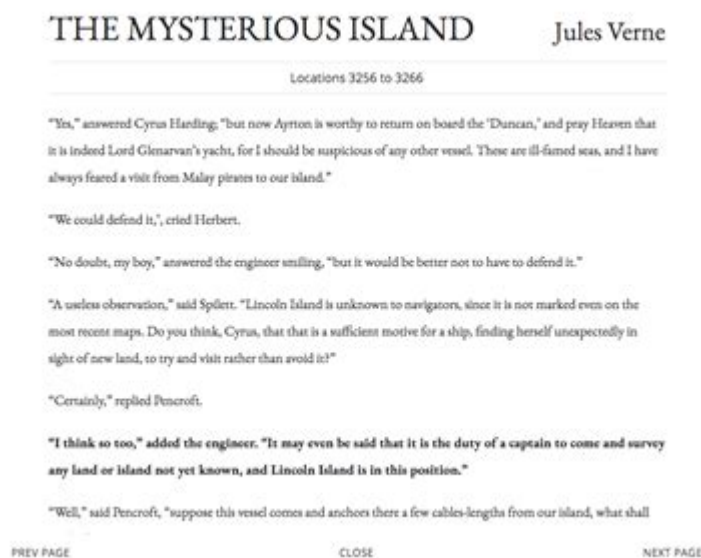 THE MYSTERIOUS ISLAND
Jules Verne
Locations 3256 to 3266
“Yes,” answered Cyrus Harding; “but now Ayrton is worthy to return on board the ‘Duncan,’ and pray Heaven that
it is indeed Lord Glenarvan’s yacht, for I should be suspicious of any other vessel. These are ill-famed seas, and I have
always feared a visit from Malay pirates to our island.”
“We could defend it,’, cried Herbert.
“No doubt, my boy,” answered the engineer smiling, “but it would be better not to have to defend it.”
“A useless observation,” said Spilett. “Lincoln Island is unknown to navigators, since it is not marked even on the
most recent maps. Do you think, Cyrus, that that is a sufficient motive for a ship, finding herself unexpectedly in
sight of new land, to try and visit rather than avoid it?”
“Certainly,” replied Pencroft.
“I think so too,” added the engineer. “It may even be said that it is the duty of a captain to come and survey
any land or island not yet known, and Lincoln Island is in this position.”
“Well,” said Pencroft, “suppose this vessel comes and anchors there a few cables-lengths from our island, what shall
PREV PAGE
CLOSE
NEXT PAGE